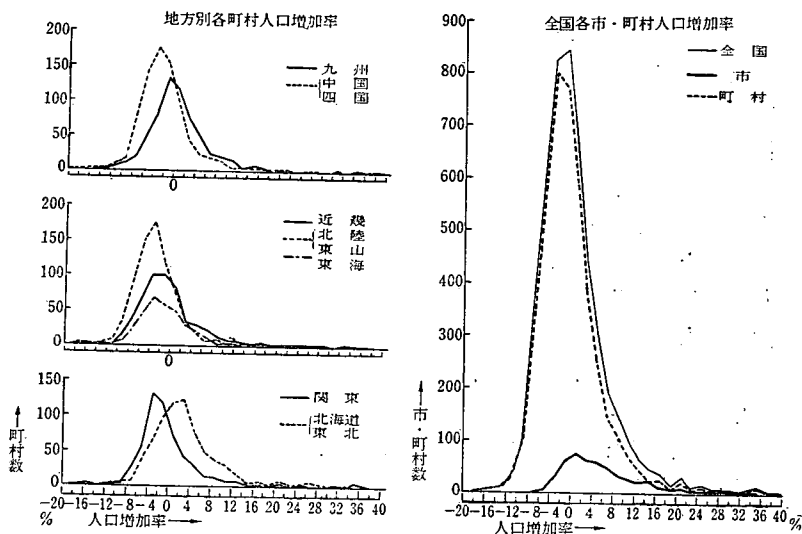 地方別各町村人口増加率
200
150
100
50
0
九州
中国
四国
0
200
150
100
50
0
近幾
北陸
東山
東海
0
150
100
50
0
関東
北海道
東北
↑町村数
−20−16−12−8−4 0 4 8 12 16 20 24 28 32 36 40
% 人口増加率→
全国各市・町村人口増加率
900
800
700
600
500
400
300
200
100
0
全国
市
町村
↑市・町村数
−20−16−12−8−4 0 4 8 12 16 20 24 28 32 36 40
人口増加率→ %